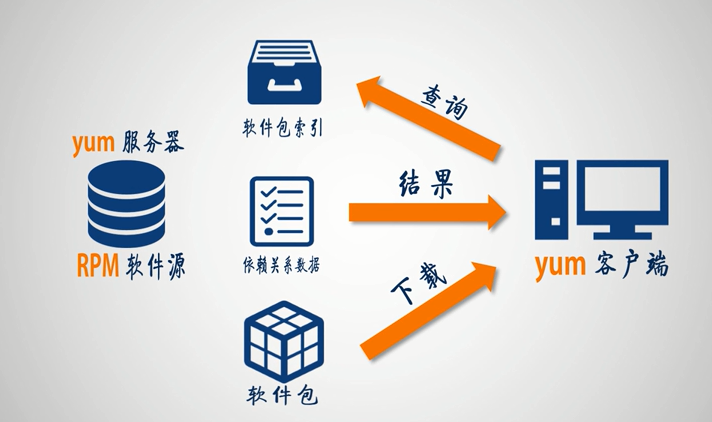 yum 服务器
RPM 软件源
软件包索引
依赖关系数据
软件包
查询
结果
下载
yum 客户端